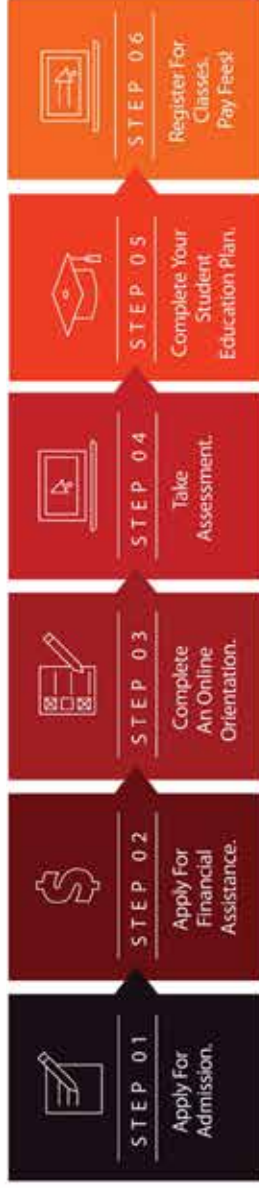 STEP 01
Apply For
Admission.
STEP 02
Apply For
Financial
Assistance.
STEP 03
Complete
An Online
Orientation.
STEP 04
Take
Assessment.
STEP 05
Complete Your
Student
Education Plan.
STEP 06
Register For
Classes.
Pay Fees!